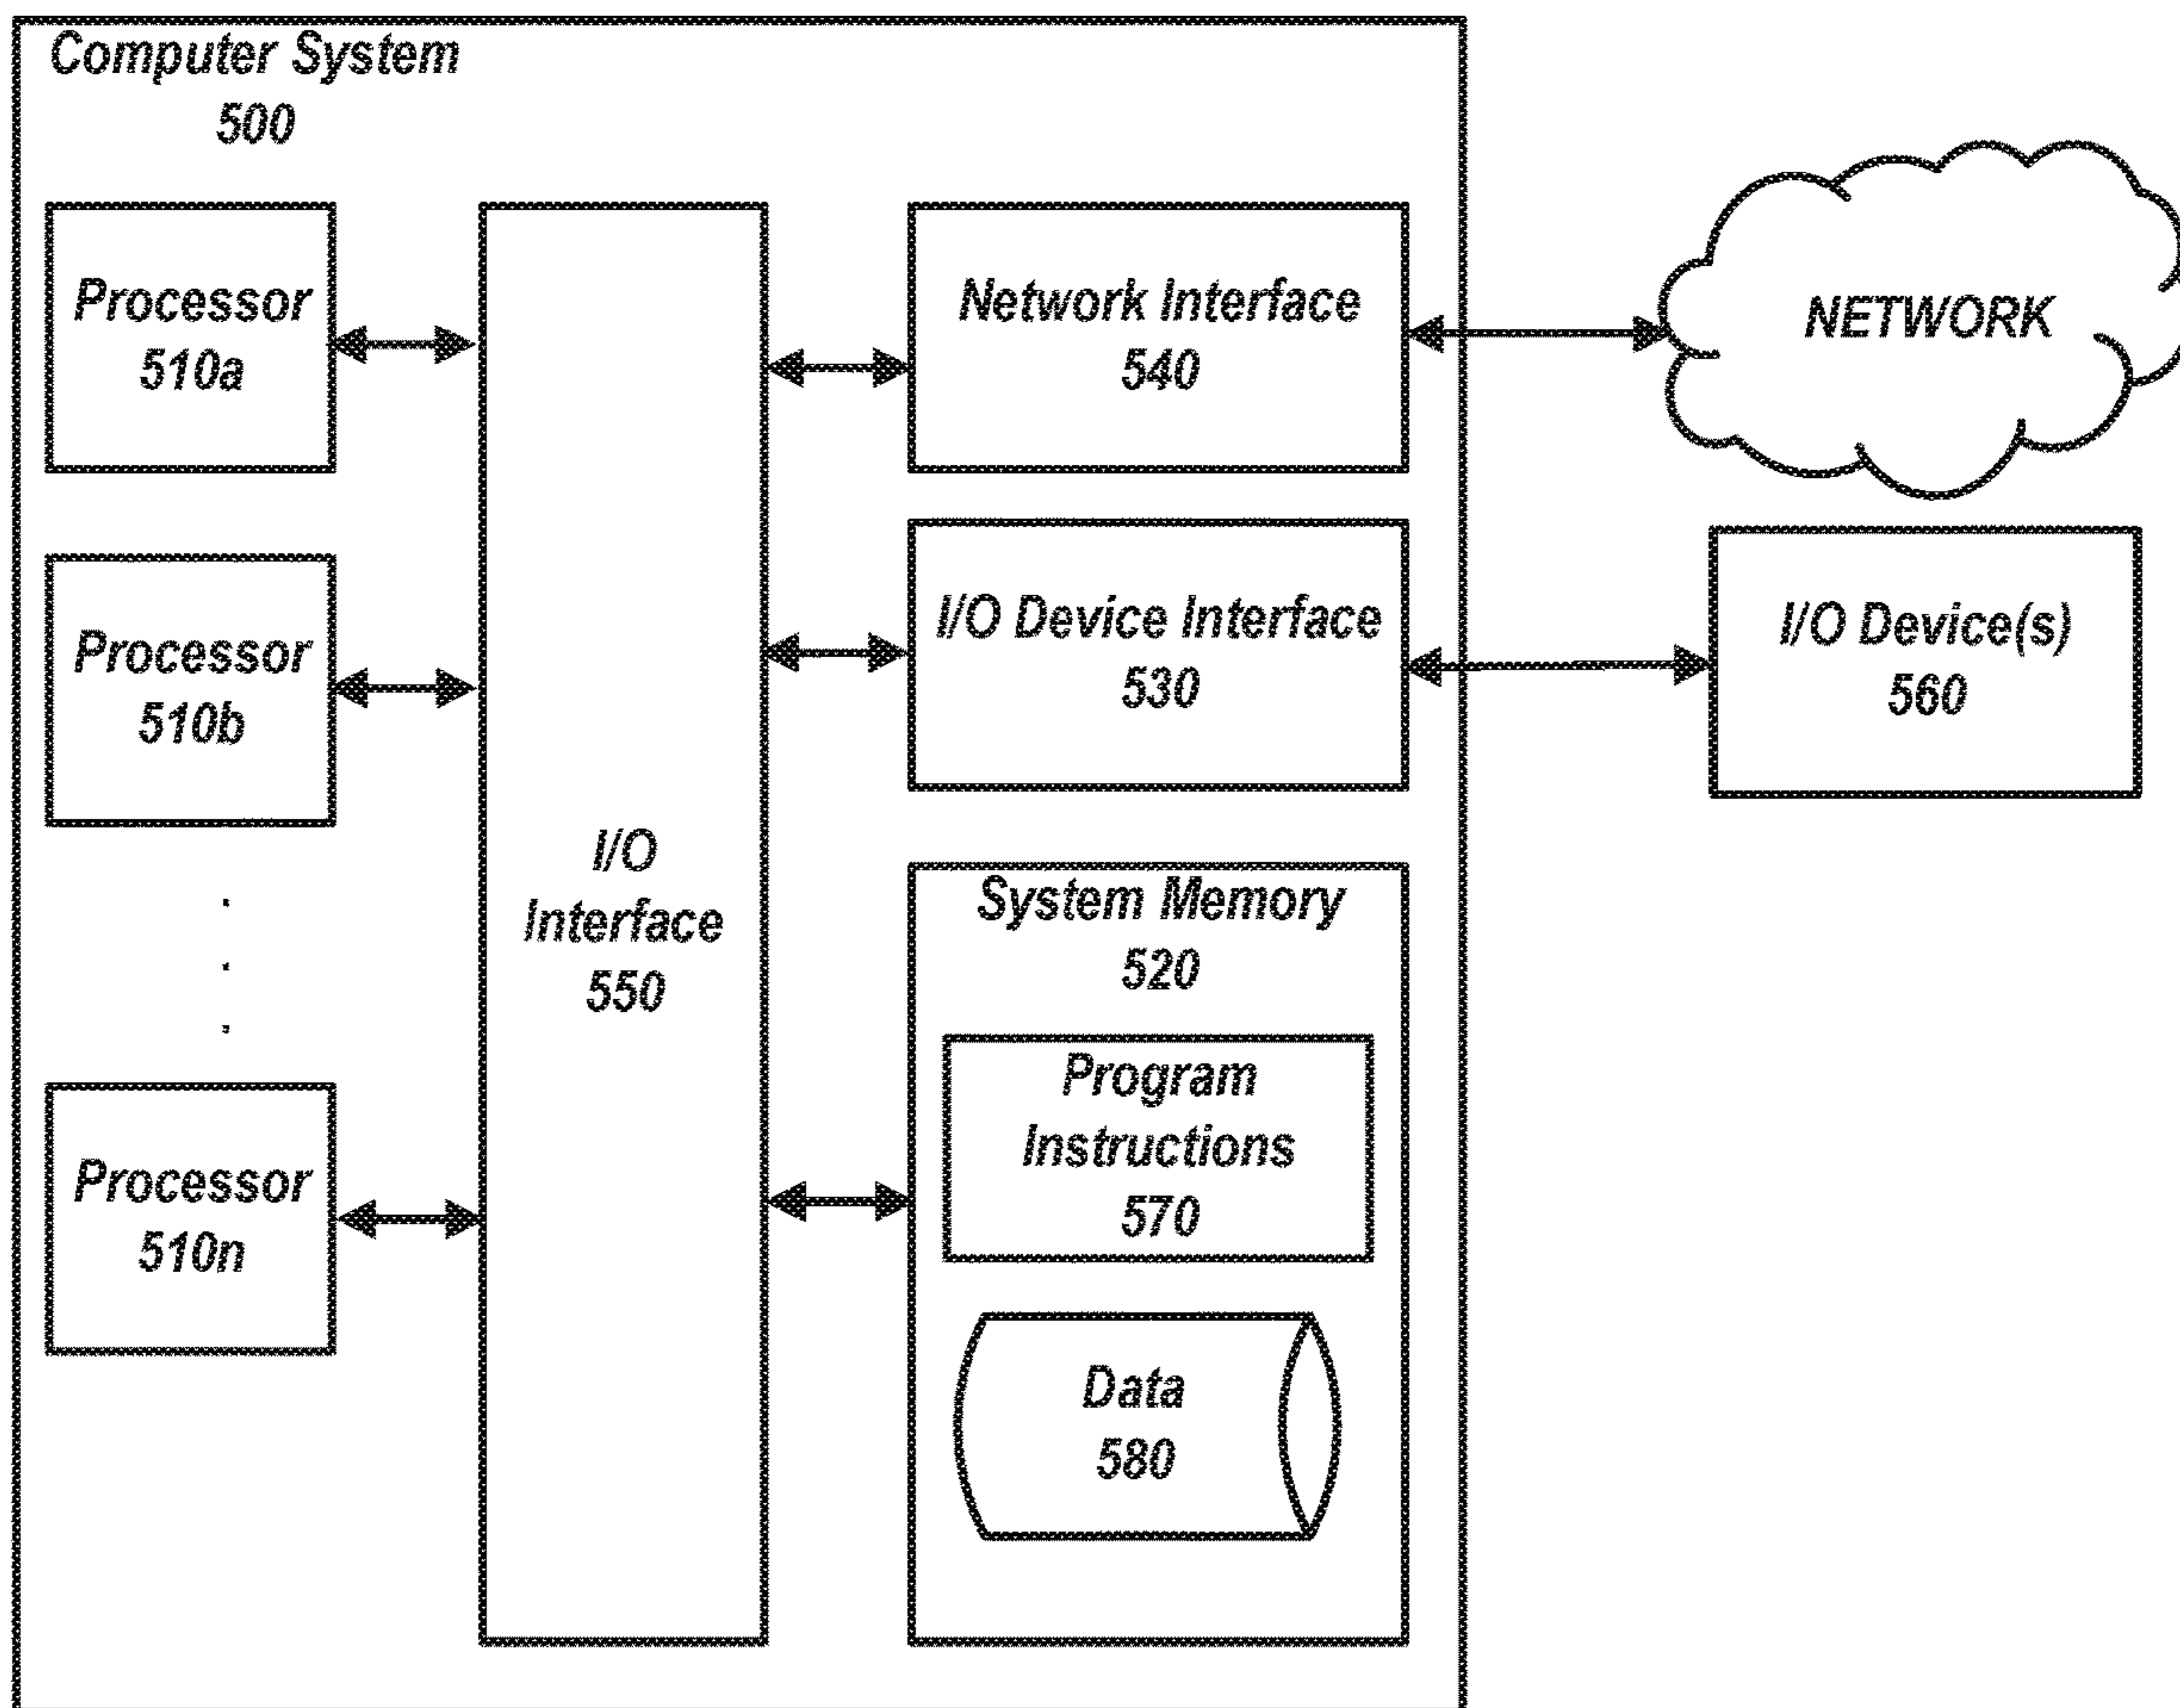 Computer System
500
Processor
510a
Processor
510b
Processor
510n
I/O
Interface
550
Network Interface
540
I/O Device Interface
530
System Memory
520
Program
Instructions
570
Data
580
NETWORK
I/O Device(s)
560